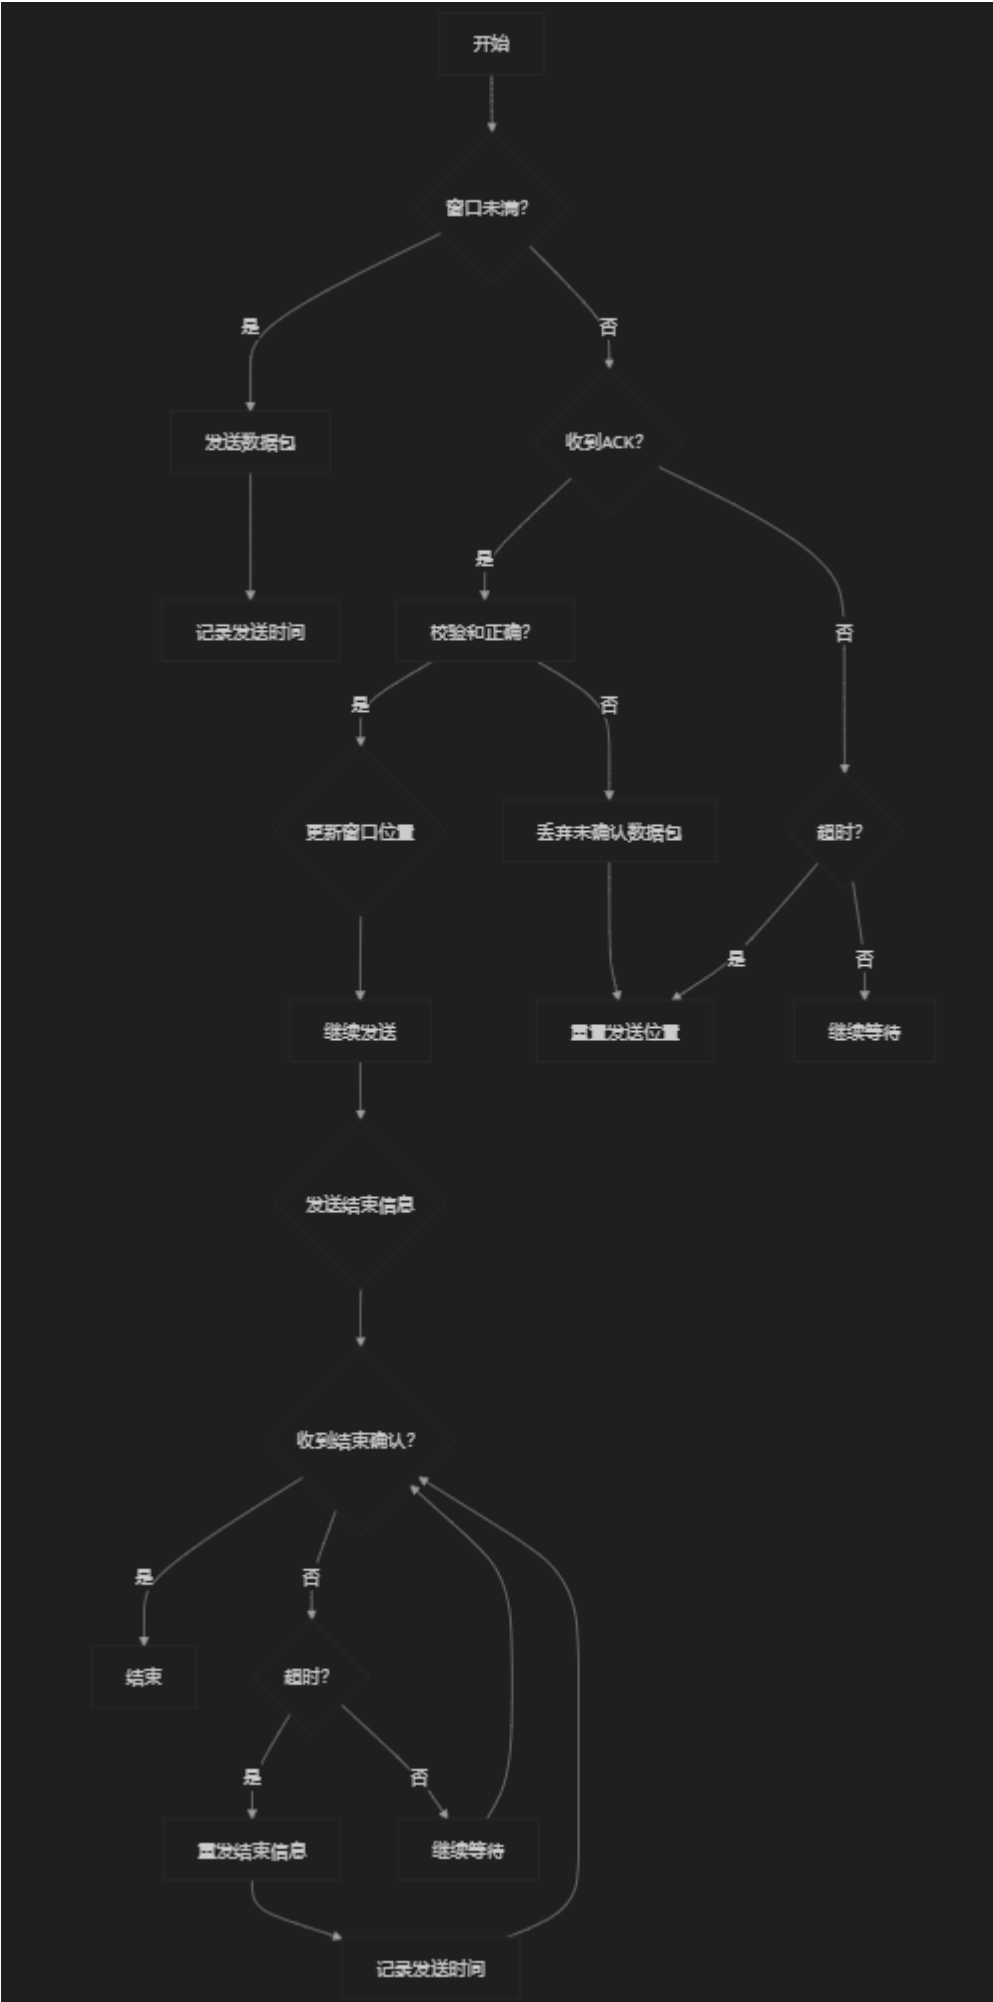 开始
窗口未满?
是
否
发送数据包
收到ACK?
是
记录发送时间
校验和正确?
否
是
否
更新窗口位置
丢弃未确认数据包
超时?
是
否
继续发送
重置发送位置
继续等待
发送结束信息
收到结束确认?
是
否
结束
超时?
是
否
重发结束信息
继续等待
记录发送时间